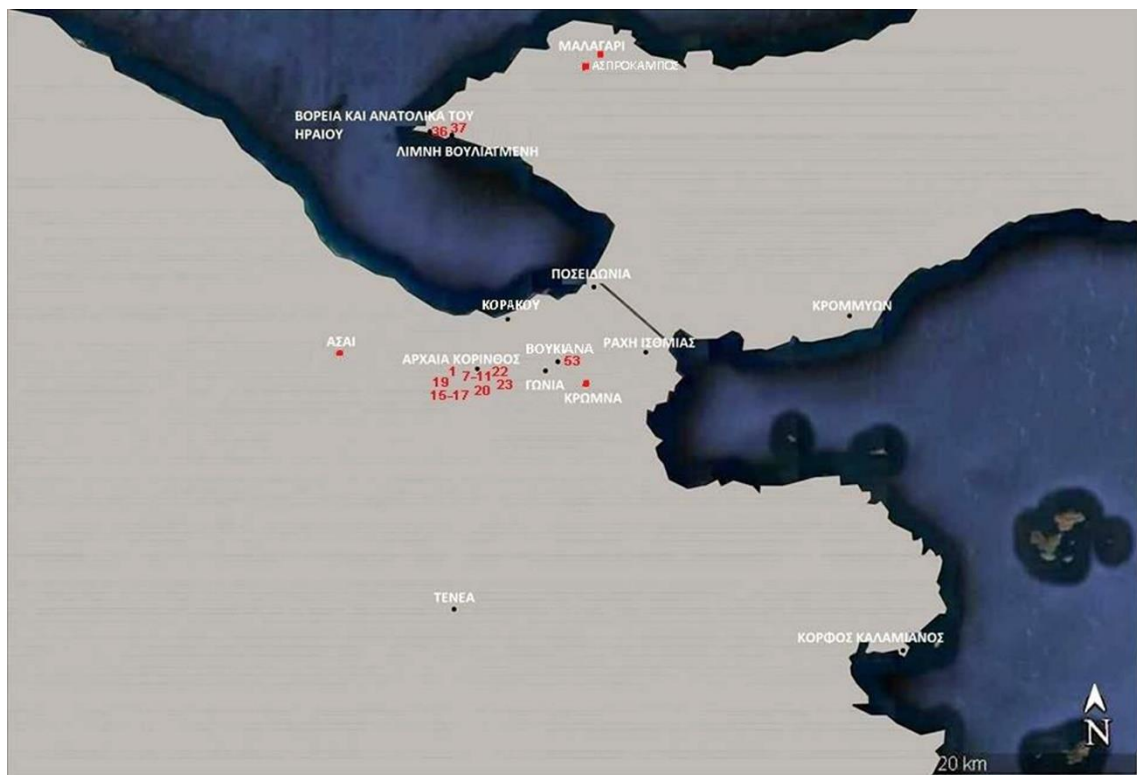 ΜΑΛΑΓΑΡΙ
ΑΣΠΡΟΚΑΜΠΟΣ
ΒΟΡΕΙΑ ΚΑΙ ΑΝΑΤΟΛΙΚΑ ΤΟΥ
ΗΡΑΙΟΥ
36 37
ΛΙΜΝΗ ΒΟΥΛΙΑΓΜΕΝΗ
ΠΟΣΕΙΔΩΝΙΑ
ΚΟΡΑΚΟΥ
ΚΡΟΜΜΥΩΝ
ΑΣΑΙ
ΡΑΧΗ ΙΣΘΜΙΑΣ
ΒΟΥΚΙΑΝΑ
53
ΑΡΧΑΙΑ ΚΟΡΙΝΘΟΣ
1 7-11 22
19 23
15-17 20
ΓΩΝΙΑ
ΚΡΩΜΝΑ
ΤΕΝΕΑ
ΚΟΡΦΟΣ ΚΑΛΑΜΙΑΝΟΣ
N
20 km